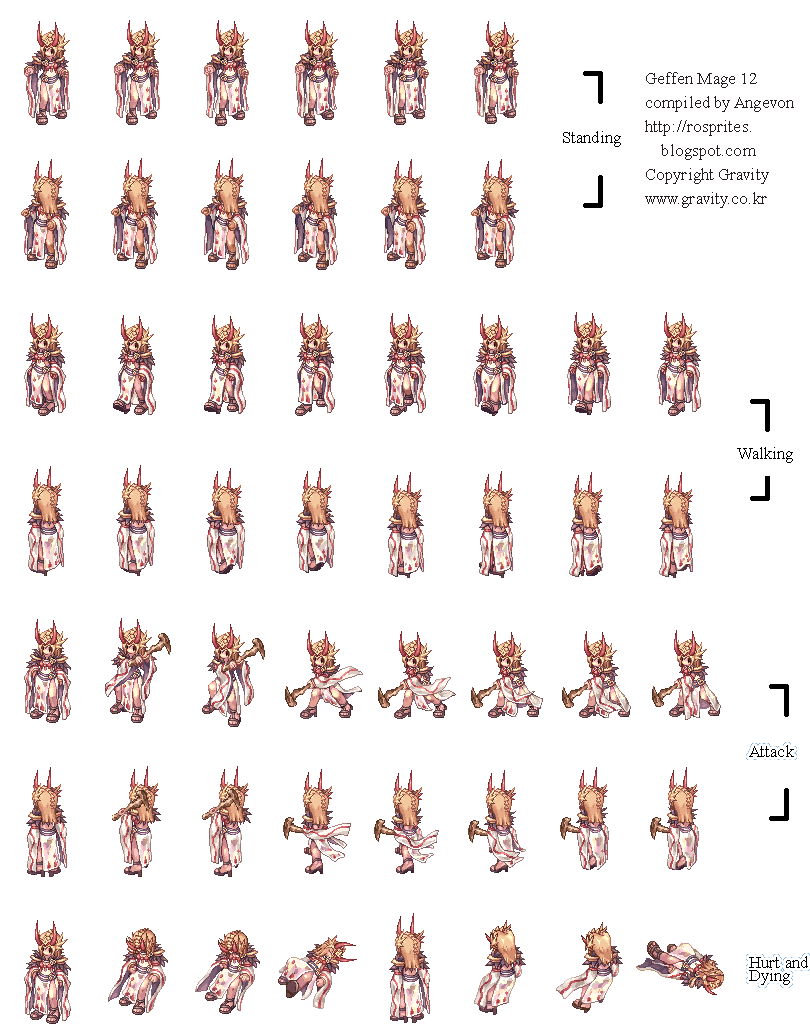 Geffen Mage 12
compiled by Angevon
http://rosprites.
blogspot.com
Copyright Gravity
www.gravity.co.kr
Standing
Walking
Attack
Hurt and
Dying